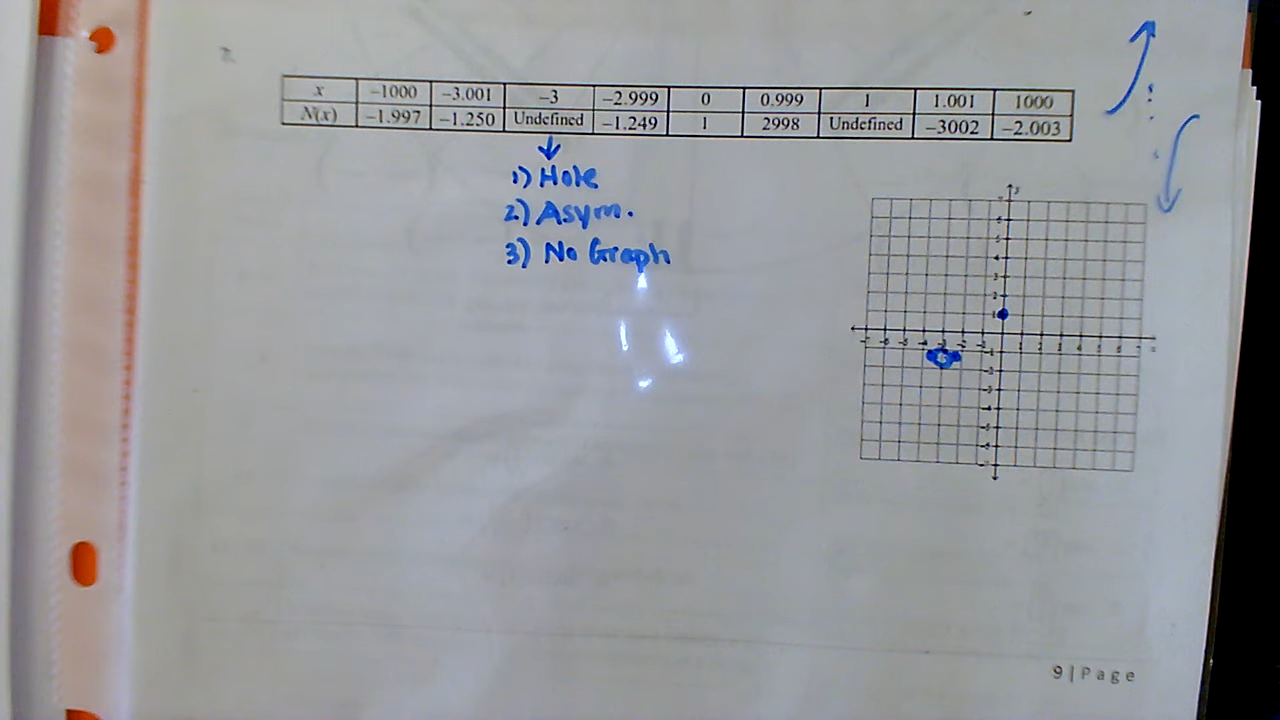 x −1000 −3.001 −3 −2.999 0 0.999 1 1.001 1000
N(x) −1.997 −1.250 Undefined −1.249 1 2998 Undefined −3002 −2.003
1) Hole
2) Asym.
3) No Graph
9 | Page